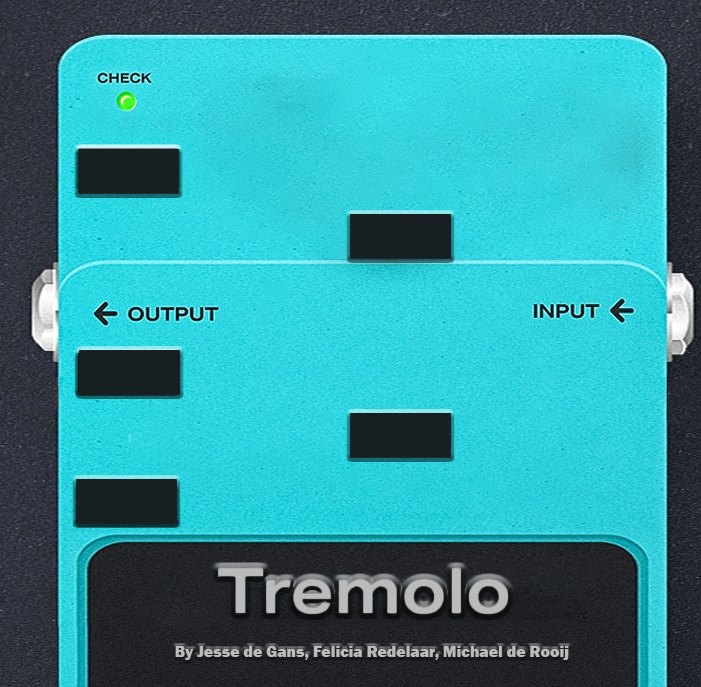 CHECK
← OUTPUT
INPUT ←
Tremolo
By Jesse de Gans, Felicia Redelaar, Michael de Rooij